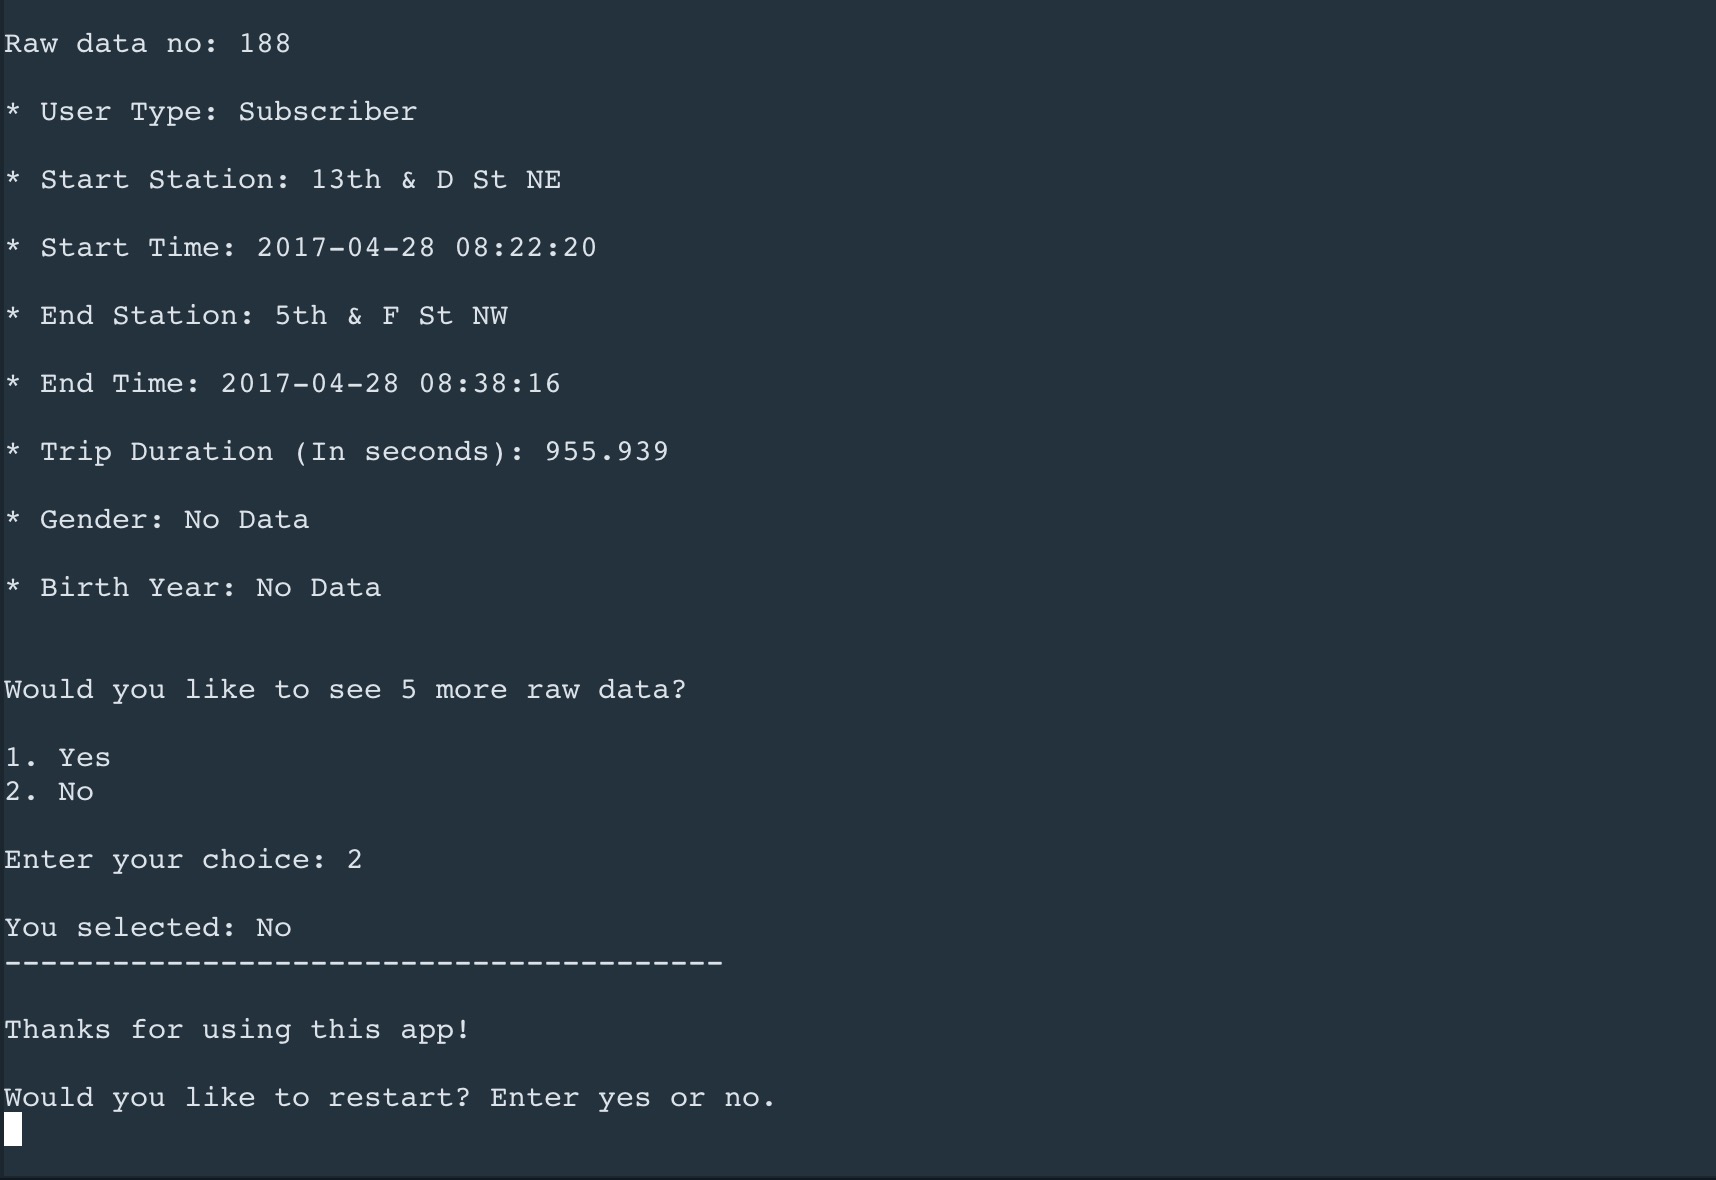 Raw data no: 188
* User Type: Subscriber
* Start Station: 13th & D St NE
* Start Time: 2017-04-28 08:22:20
* End Station: 5th & F St NW
* End Time: 2017-04-28 08:38:16
* Trip Duration (In seconds): 955.939
* Gender: No Data
* Birth Year: No Data
Would you like to see 5 more raw data?
1. Yes
2. No
Enter your choice: 2
You selected: No
----------------------------------------
Thanks for using this app!
Would you like to restart? Enter yes or no.